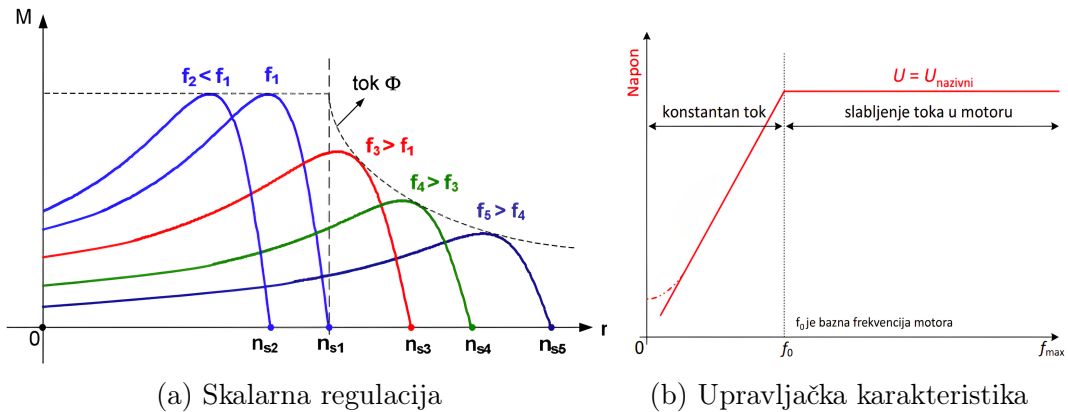 M
f₂ < f₁
f₁
tok Φ
f₃ > f₁
f₄ > f₃
f₅ > f₄
0
nₛ₂
nₛ₁
nₛ₃
nₛ₄
nₛ₅
r
(a) Skalarna regulacija
Napon
U = Uₙₐzᵢᵥₙᵢ
konstantan tok
slabljenje toka u motoru
f₀ je bazna frekvencija motora
0
f₀
fₘₐₓ
(b) Upravljačka karakteristika